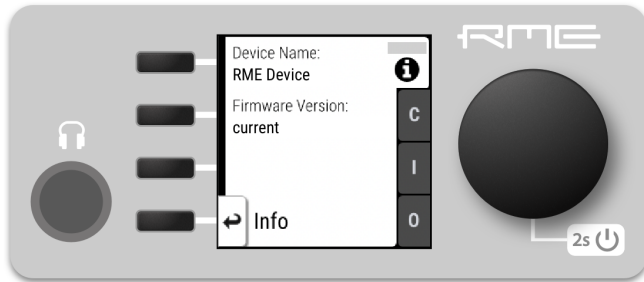 RME
Device Name:
RME Device
Firmware Version:
current
C
I
Info
O
2s